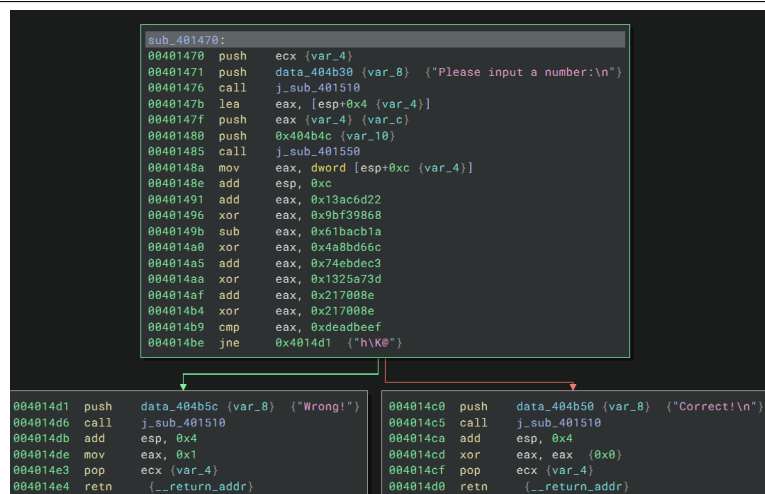 sub_401470:
00401470 push ecx {var_4}
00401471 push data_404b30 {var_8} {"Please input a number:\n"}
00401476 call j_sub_401510
0040147b lea eax, [esp+0x4 {var_4}]
0040147f push eax {var_4} {var_c}
00401480 push 0x404b4c {var_10}
00401485 call j_sub_401550
0040148a mov eax, dword [esp+0xc {var_4}]
0040148e add esp, 0xc
00401491 add eax, 0x13ac6d22
00401496 xor eax, 0x9bf39868
0040149b sub eax, 0x61bacb1a
004014a0 xor eax, 0x4a8bd66c
004014a5 add eax, 0x74ebdec3
004014aa xor eax, 0x1325a73d
004014af add eax, 0x217008e
004014b4 xor eax, 0x217008e
004014b9 cmp eax, 0xdeadbeef
004014be jne 0x4014d1 {"h\K@"}
004014d1 push data_404b5c {var_8} {"Wrong!"}
004014d6 call j_sub_401510
004014db add esp, 0x4
004014de mov eax, 0x1
004014e3 pop ecx {var_4}
004014e4 retn {__return_addr}
004014c0 push data_404b50 {var_8} {"Correct!\n"}
004014c5 call j_sub_401510
004014ca add esp, 0x4
004014cd xor eax, eax {0x0}
004014cf pop ecx {var_4}
004014d0 retn {__return_addr}